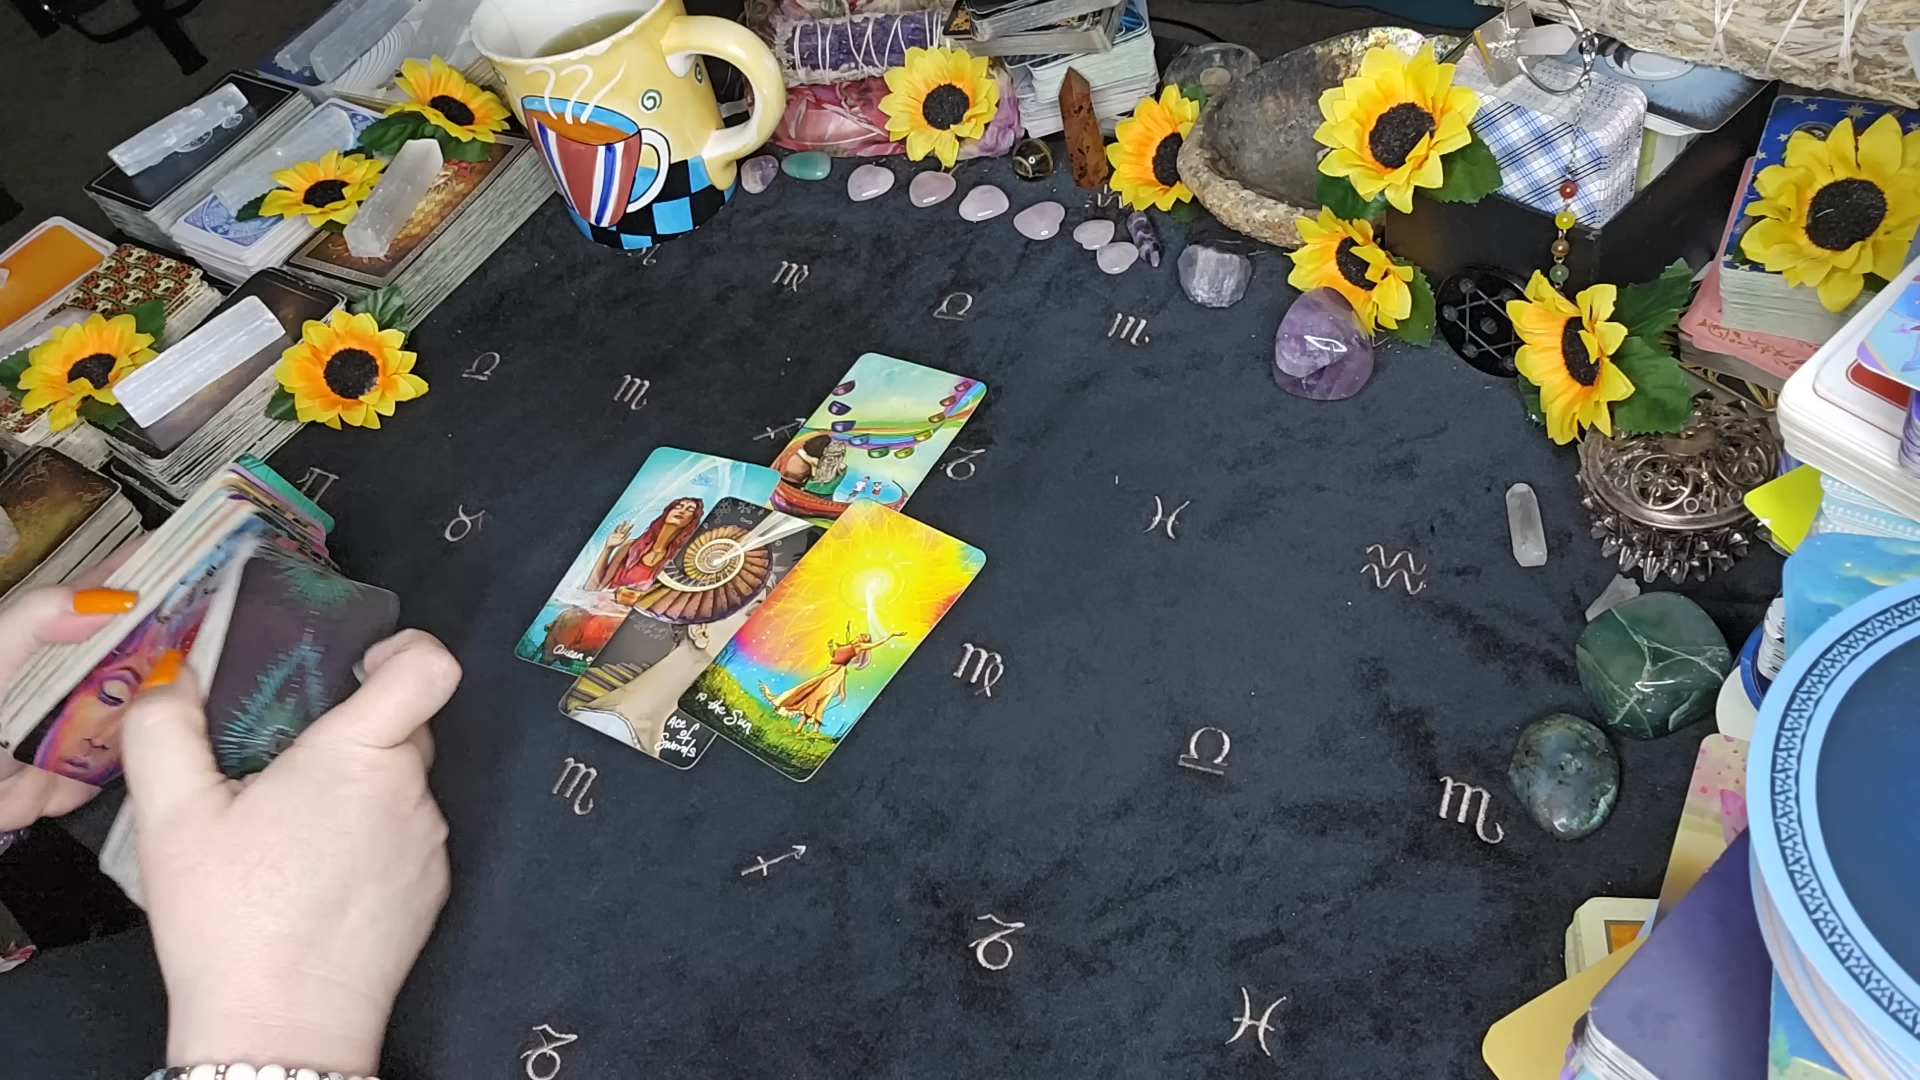 Queen
Ace
of
Swords
19 the Sun